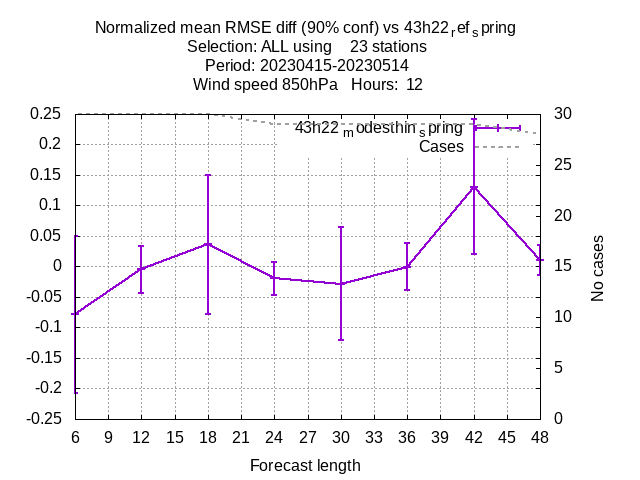 Normalized mean RMSE diff (90% conf) vs 43h22refspring
Selection: ALL using 23 stations
Period: 20230415-20230514
Wind speed 850hPa Hours: 12
43h22modesthinspring
Cases
0.25
0.2
0.15
0.1
0.05
0
-0.05
-0.1
-0.15
-0.2
-0.25
30
25
20
15
10
5
0
No cases
6 9 12 15 18 21 24 27 30 33 36 39 42 45 48
Forecast length